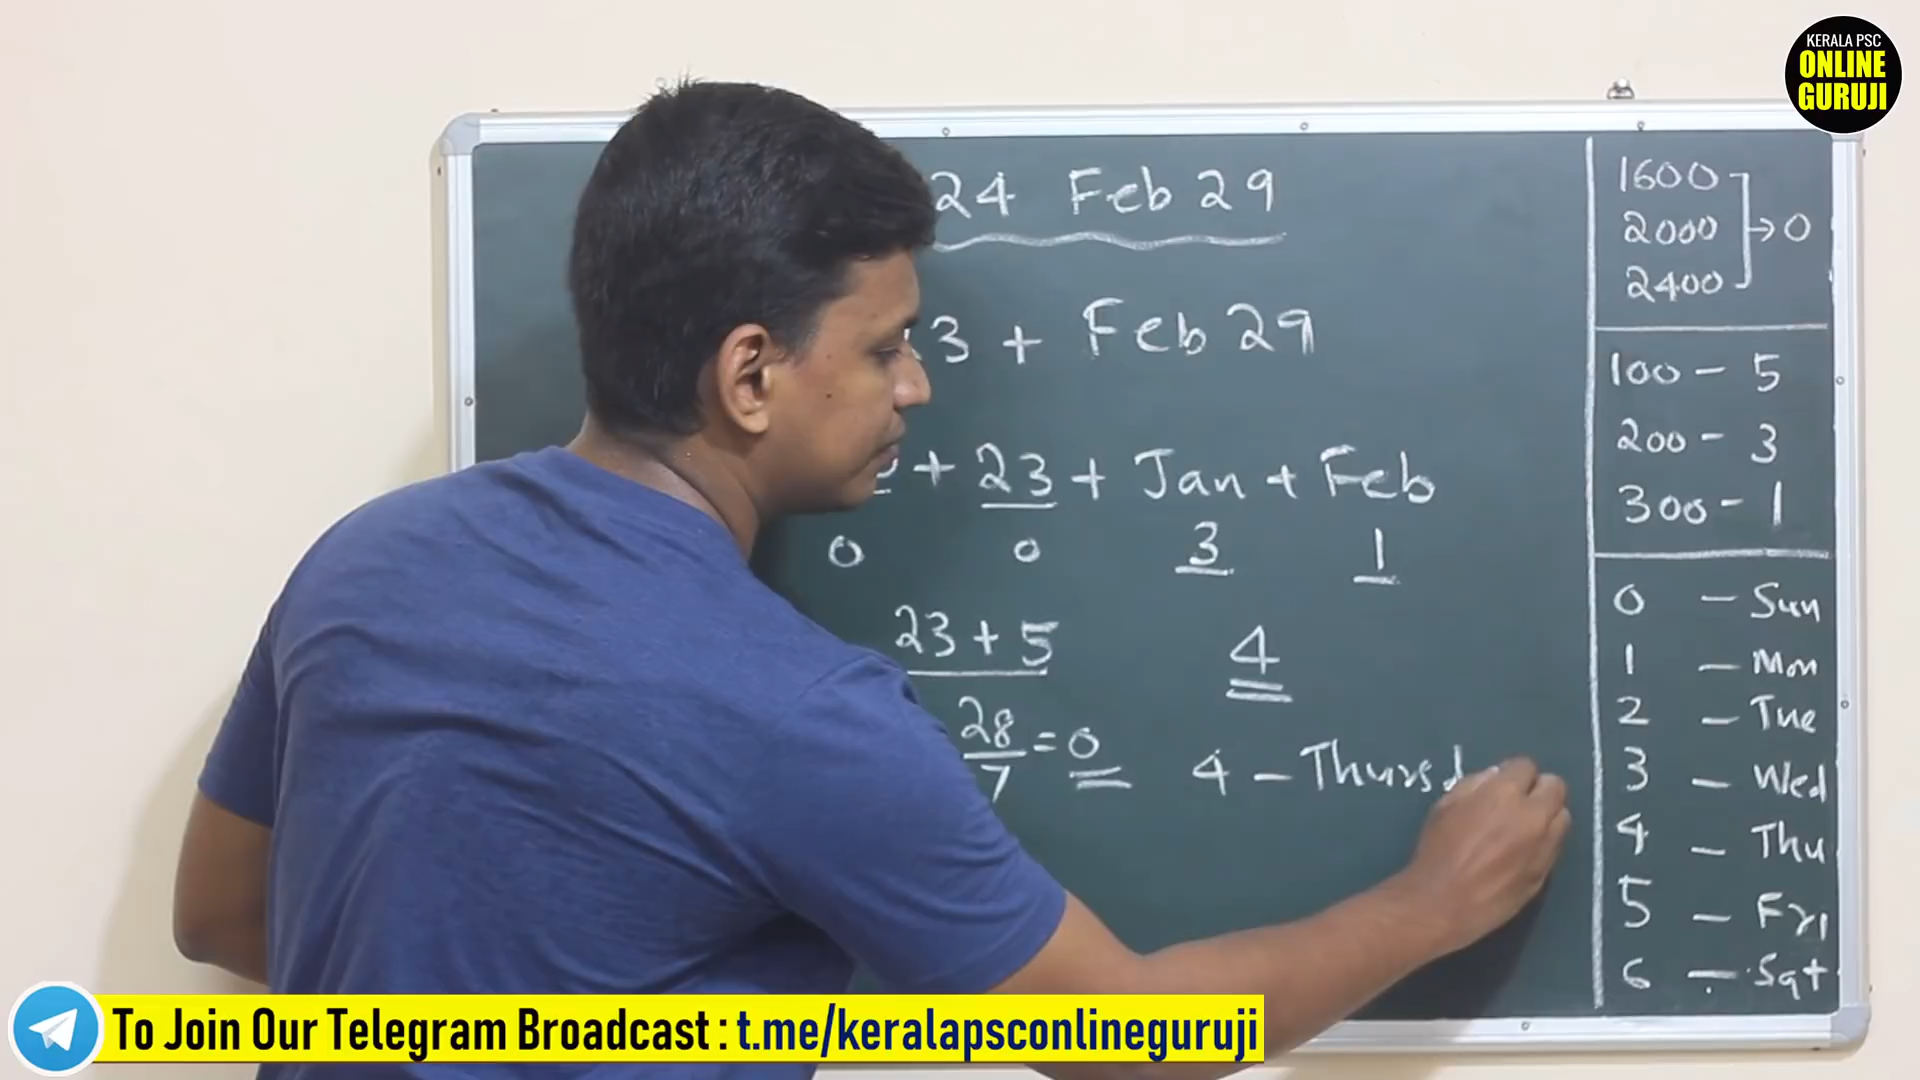 KERALA PSC
ONLINE
GURUJI
24 Feb 29
3 + Feb 29
+ 23 + Jan + Feb
0 0 3 1
23 + 5
4
28
7
= 0
4 - Thursd
1600
2000
2400
→ 0
100 - 5
200 - 3
300 - 1
0 - Sun
1 - Mon
2 - Tue
3 - Wed
4 - Thu
5 - Fri
6 - Sat
To Join Our Telegram Broadcast : t.me/keralapsconlineguruji